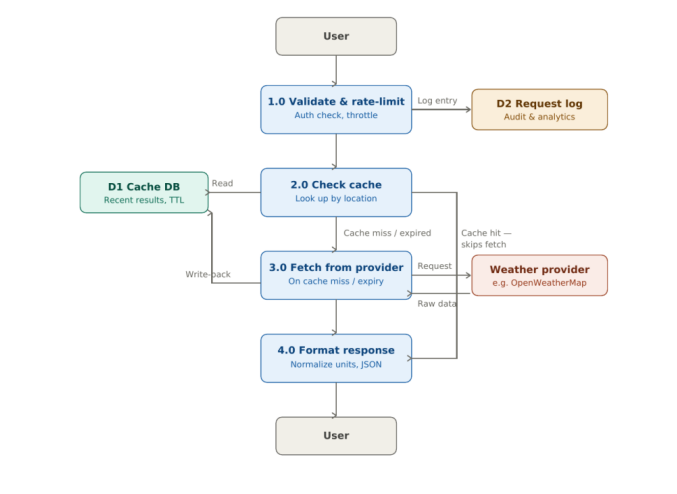 User
1.0 Validate & rate-limit
Auth check, throttle
Log entry
D2 Request log
Audit & analytics
D1 Cache DB
Recent results, TTL
Read
2.0 Check cache
Look up by location
Cache miss / expired
Cache hit —
skips fetch
3.0 Fetch from provider
On cache miss / expiry
Write-back
Request
Raw data
Weather provider
e.g. OpenWeatherMap
4.0 Format response
Normalize units, JSON
User